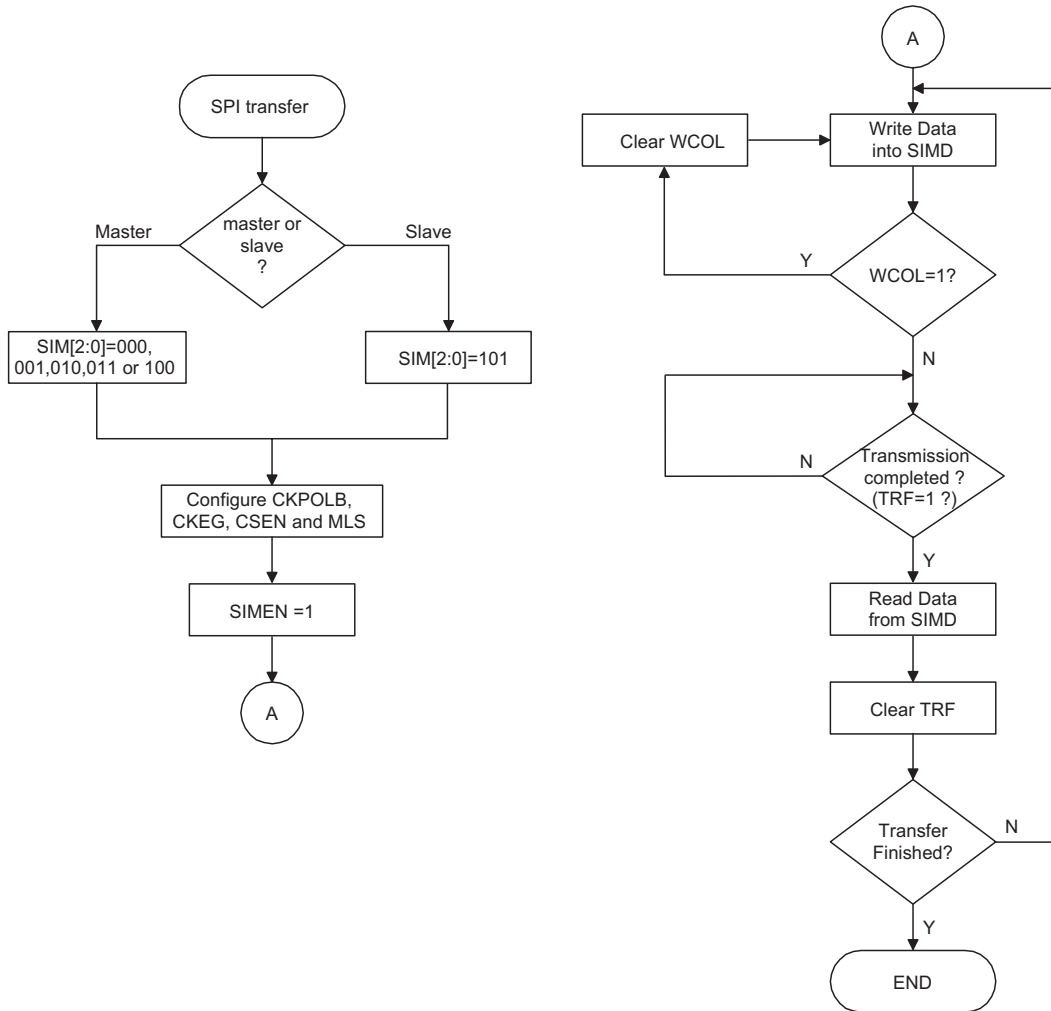 SPI transfer
master or
slave
?
Master
Slave
SIM[2:0]=000,
001,010,011 or 100
SIM[2:0]=101
Configure CKPOLB,
CKEG, CSEN and MLS
SIMEN =1
A
A
Clear WCOL
Write Data
into SIMD
WCOL=1?
Y
N
Transmission
completed ?
(TRF=1 ?)
N
Y
Read Data
from SIMD
Clear TRF
Transfer
Finished?
N
Y
END